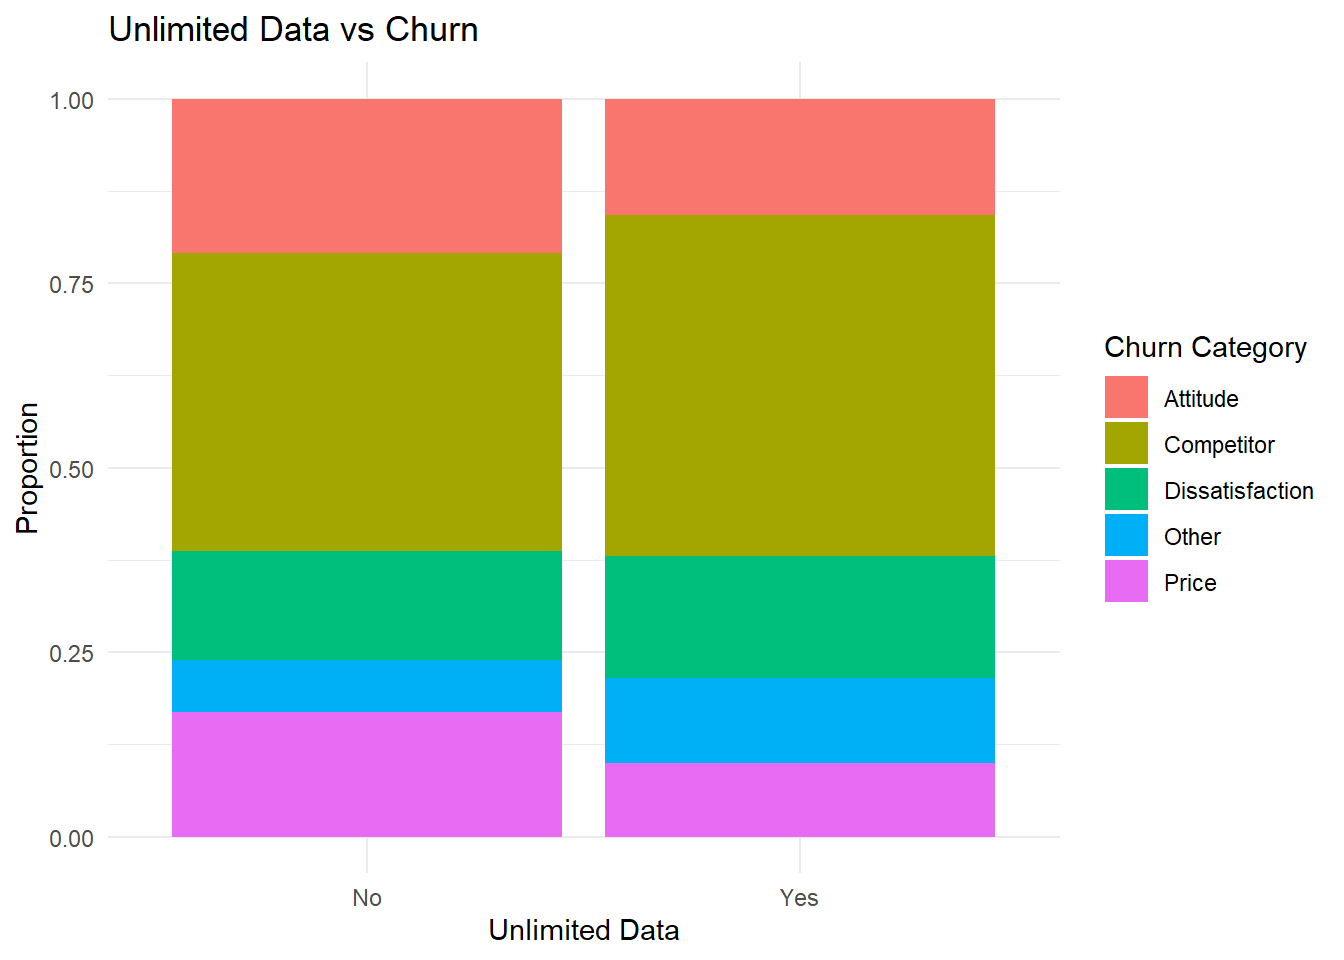 Unlimited Data vs Churn
1.00
0.75
0.50
0.25
0.00
Proportion
No
Yes
Unlimited Data
Churn Category
Attitude
Competitor
Dissatisfaction
Other
Price